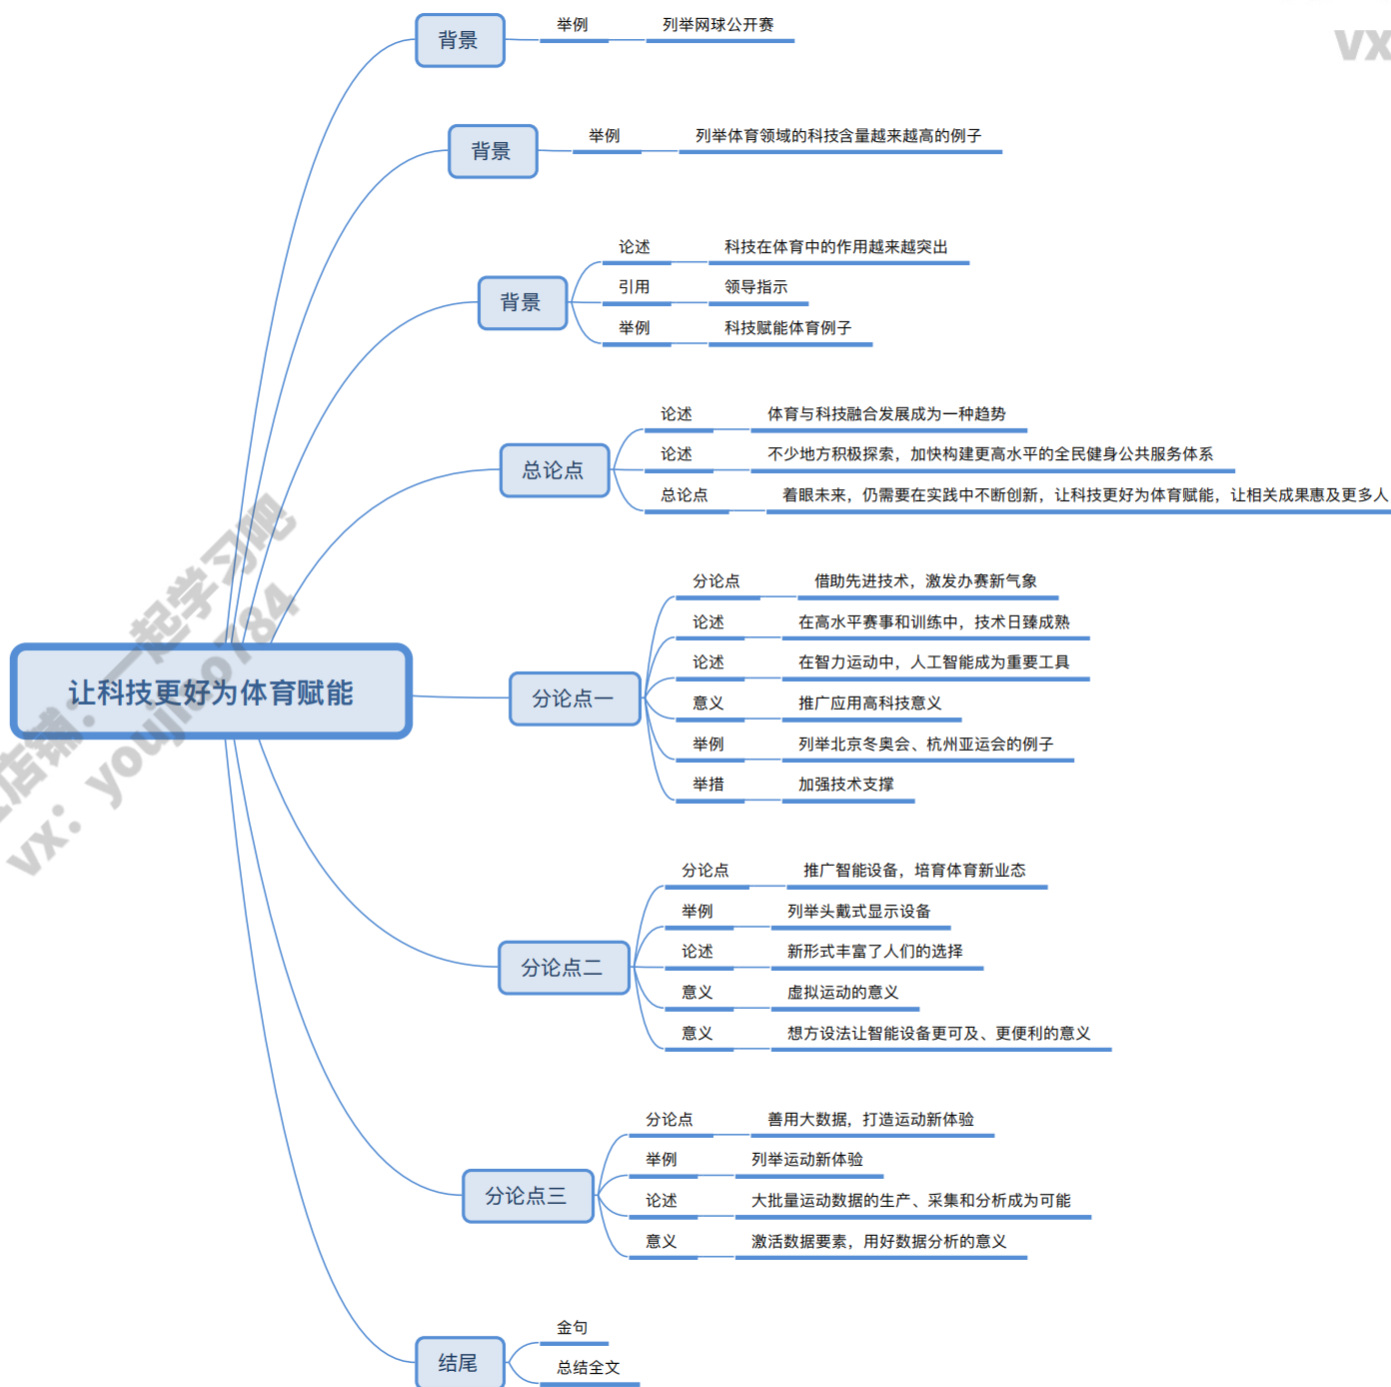 背景
举例
列举网球公开赛
背景
举例
列举体育领域的科技含量越来越高的例子
背景
论述
科技在体育中的作用越来越突出
引用
领导指示
举例
科技赋能体育例子
总论点
论述
体育与科技融合发展成为一种趋势
论述
不少地方积极探索，加快构建更高水平的全民健身公共服务体系
总论点
着眼未来，仍需要在实践中不断创新，让科技更好为体育赋能，让相关成果惠及更多人
让科技更好为体育赋能
分论点一
分论点
借助先进技术，激发办赛新气象
论述
在高水平赛事和训练中，技术日臻成熟
论述
在智力运动中，人工智能成为重要工具
意义
推广应用高科技意义
举例
列举北京冬奥会、杭州亚运会的例子
举措
加强技术支撑
分论点二
分论点
推广智能设备，培育体育新业态
举例
列举头戴式显示设备
论述
新形式丰富了人们的选择
意义
虚拟运动的意义
意义
想方设法让智能设备更可及、更便利的意义
分论点三
分论点
善用大数据，打造运动新体验
举例
列举运动新体验
论述
大批量运动数据的生产、采集和分析成为可能
意义
激活数据要素，用好数据分析的意义
结尾
金句
总结全文
店铺：一起学习吧
vx：youjiao784
vx